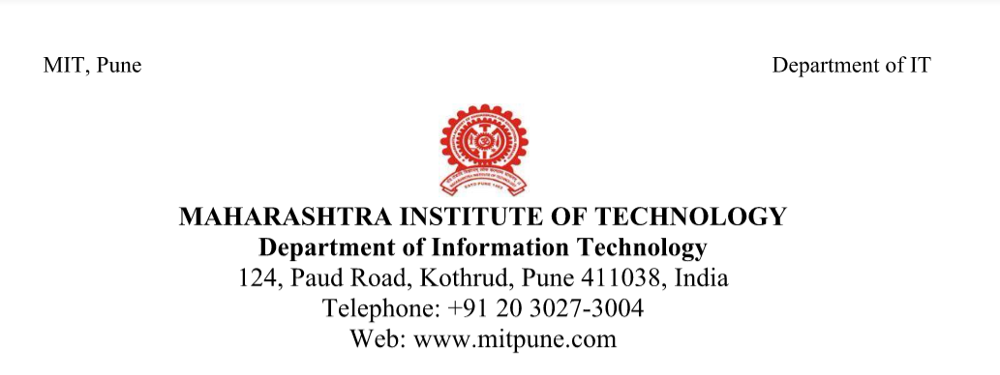 MIT, Pune
Department of IT
MAHARASHTRA INSTITUTE OF TECHNOLOGY
Department of Information Technology
124, Paud Road, Kothrud, Pune 411038, India
Telephone: +91 20 3027-3004
Web: www.mitpune.com